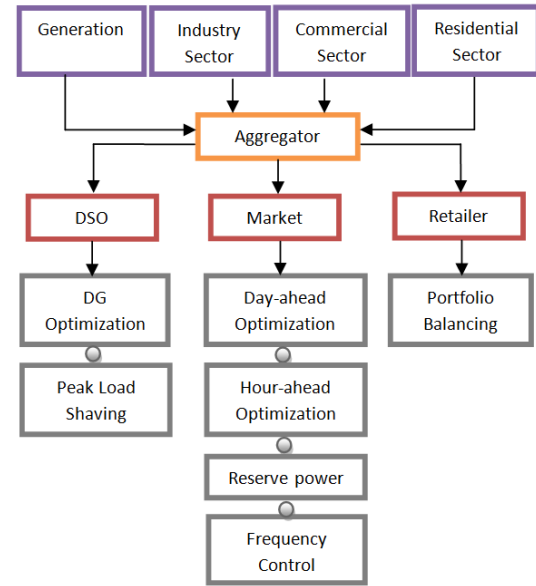 Generation
Industry
Sector
Commercial
Sector
Residential
Sector
Aggregator
DSO
Market
Retailer
DG
Optimization
Day-ahead
Optimization
Portfolio
Balancing
Peak Load
Shaving
Hour-ahead
Optimization
Reserve power
Frequency
Control